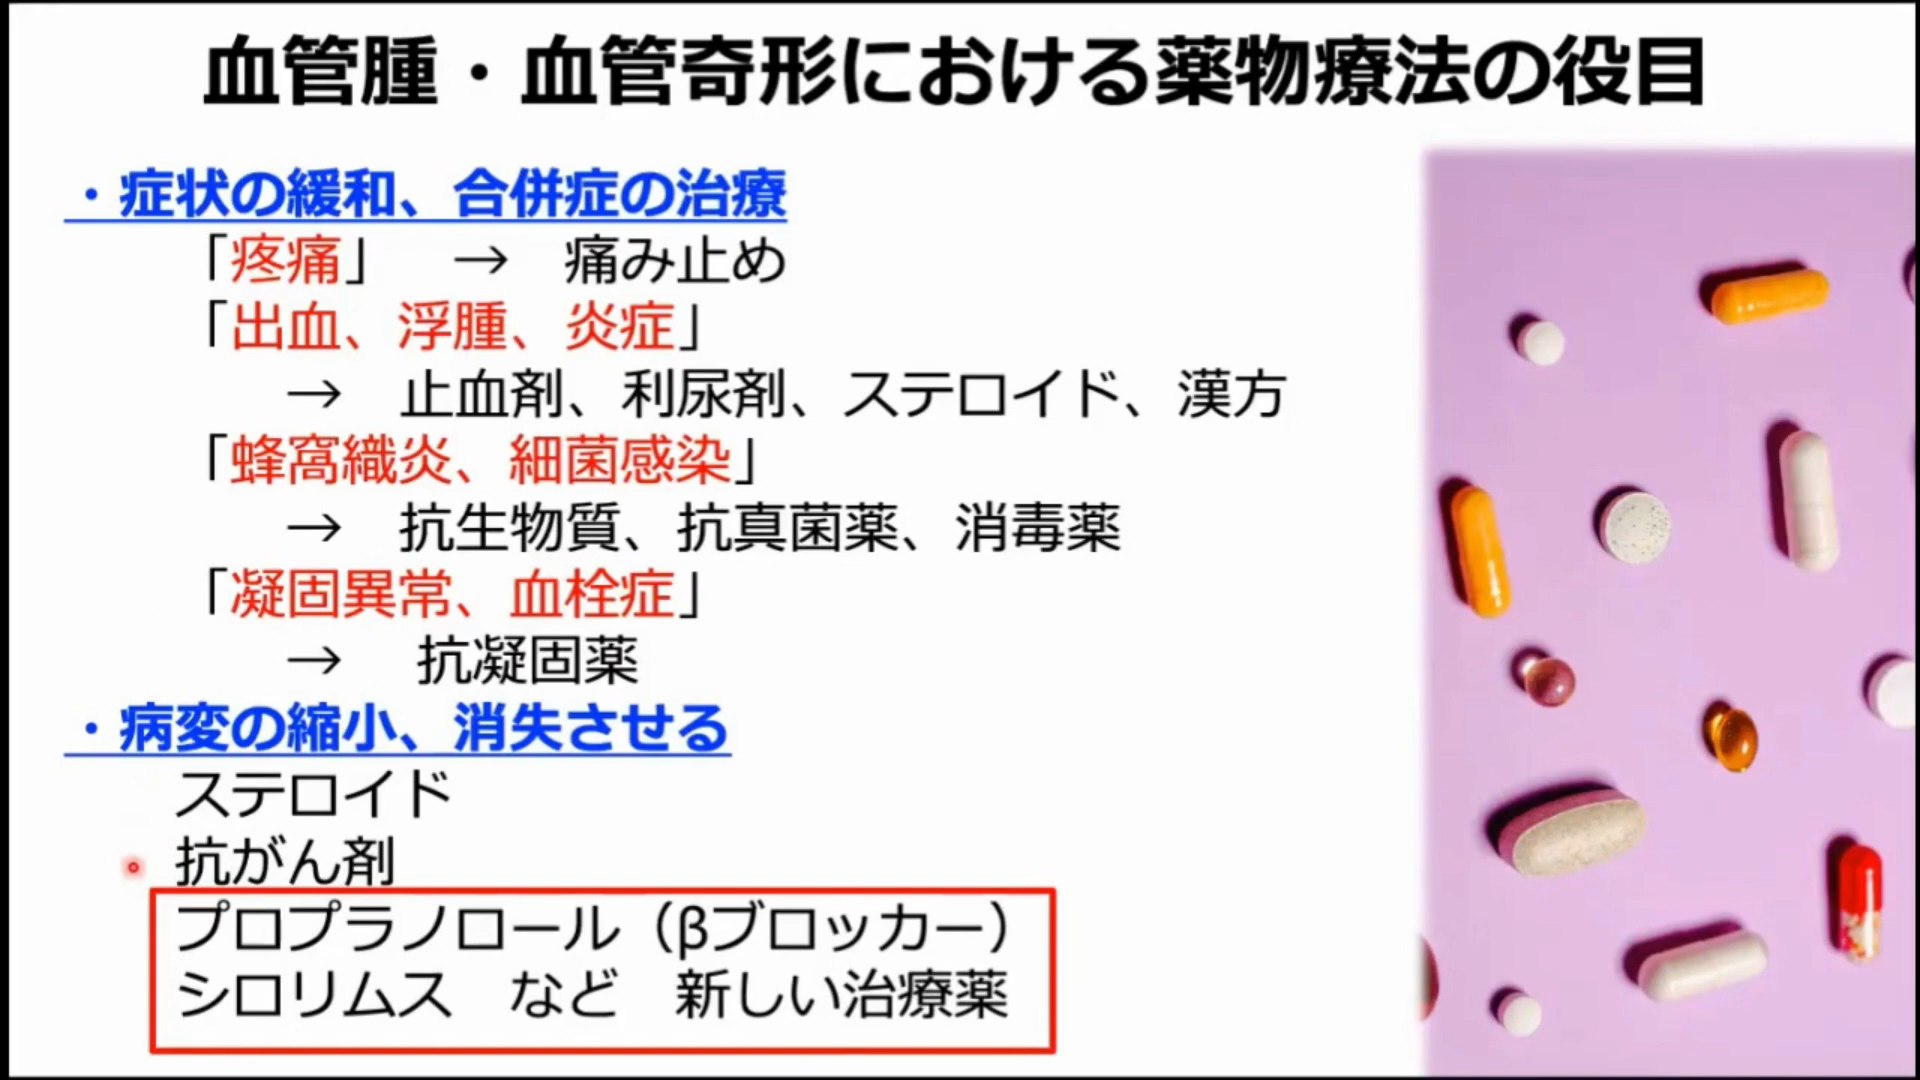 血管腫・血管奇形における薬物療法の役目
・症状の緩和、合併症の治療
「疼痛」　→　痛み止め
「出血、浮腫、炎症」
→　止血剤、利尿剤、ステロイド、漢方
「蜂窩織炎、細菌感染」
→　抗生物質、抗真菌薬、消毒薬
「凝固異常、血栓症」
→　抗凝固薬
・病変の縮小、消失させる
ステロイド
抗がん剤
プロプラノロール（βブロッカー）
シロリムス　など　新しい治療薬